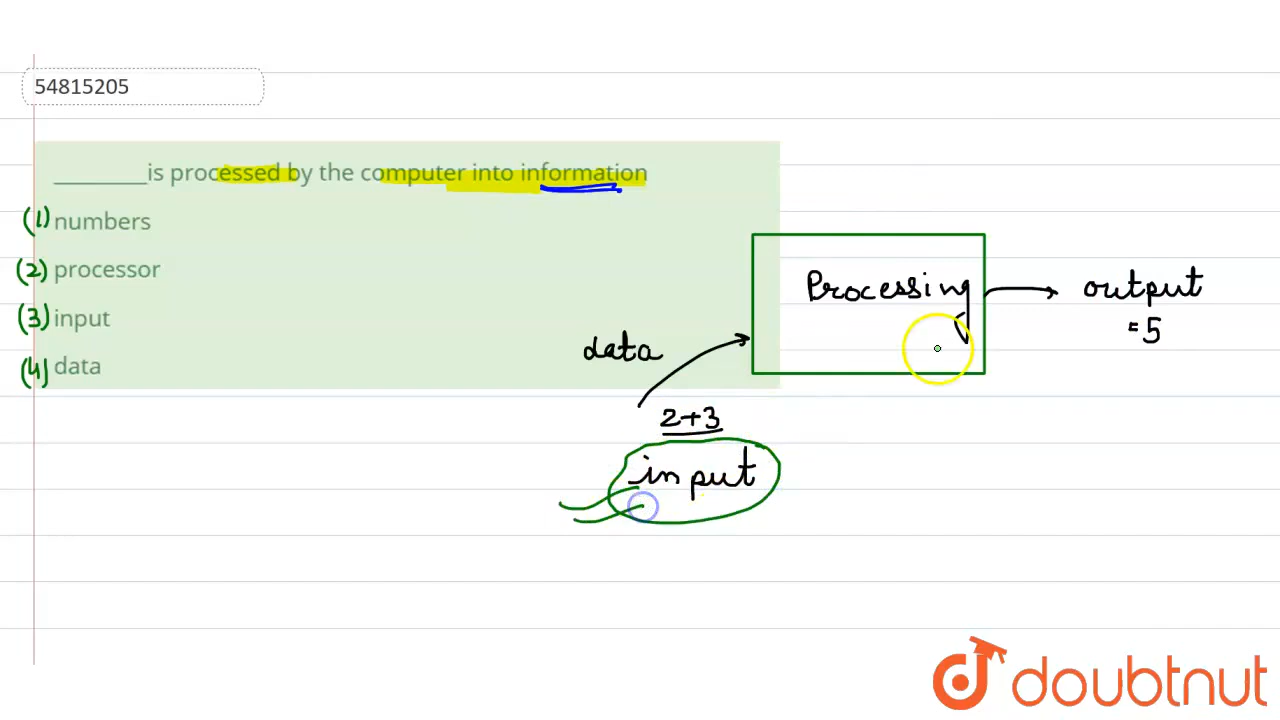 54815205
_________is processed by the computer into information
(1) numbers
(2) processor
(3) input
(4) data
Processing
output
=5
data
2+3
input
doubtnut